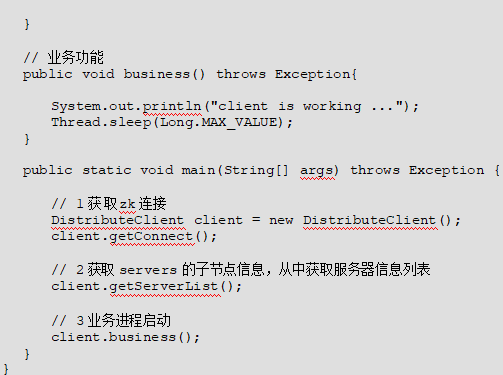 }
// 业务功能
public void business() throws Exception{
System.out.println("client is working ...");
Thread.sleep(Long.MAX_VALUE);
}
public static void main(String[] args) throws Exception {
// 1 获取 zk 连接
DistributeClient client = new DistributeClient();
client.getConnect();
// 2 获取 servers 的子节点信息，从中获取服务器信息列表
client.getServerList();
// 3 业务进程启动
client.business();
}
}